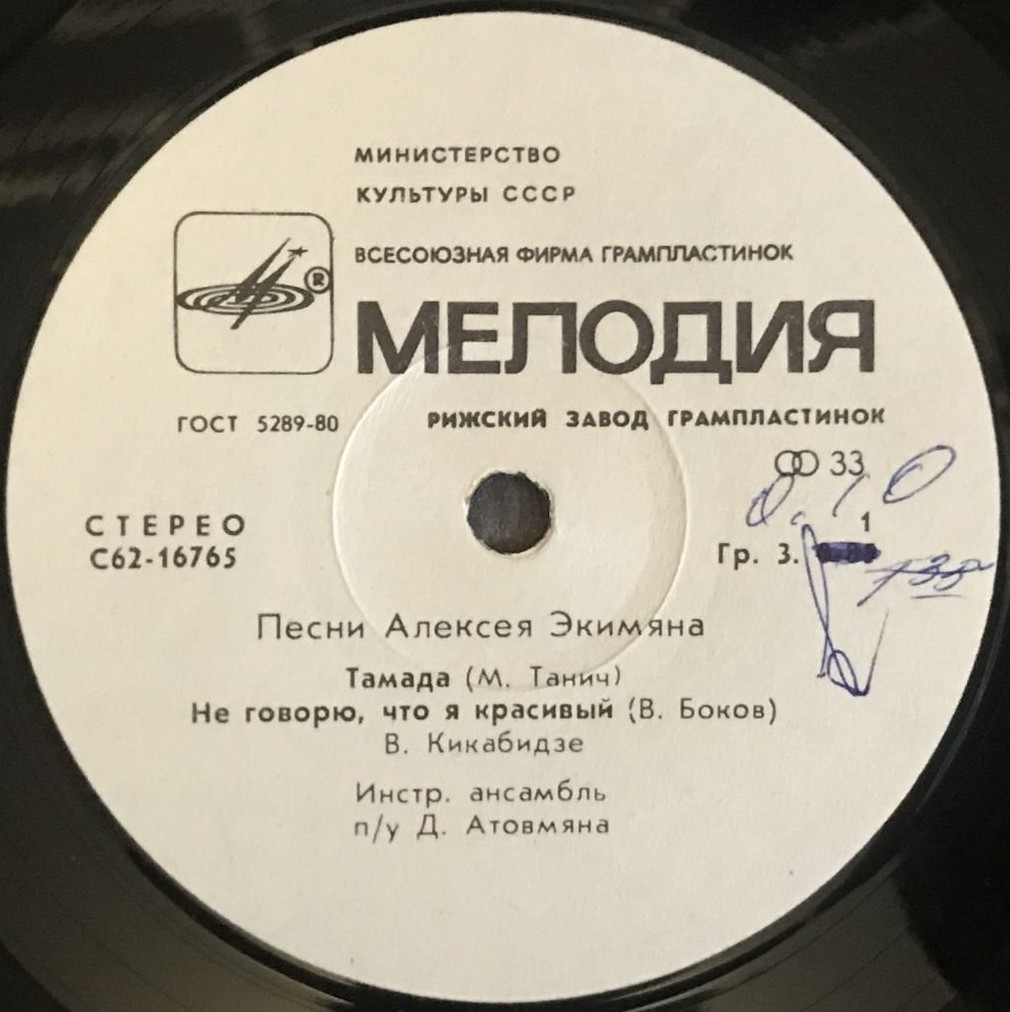 МИНИСТЕРСТВО
КУЛЬТУРЫ СССР
ВСЕСОЮЗНАЯ ФИРМА ГРАМПЛАСТИНОК
®
МЕЛОДИЯ
ГОСТ 5289-80
РИЖСКИЙ ЗАВОД ГРАМПЛАСТИНОК
33
СТЕРЕО
1
С62-16765
Гр. 3.
Песни Алексея Экимяна
Тамада (М. Танич)
Не говорю, что я красивый (В. Боков)
В. Кикабидзе
Инстр. ансамбль
п/у Д. Атовмяна